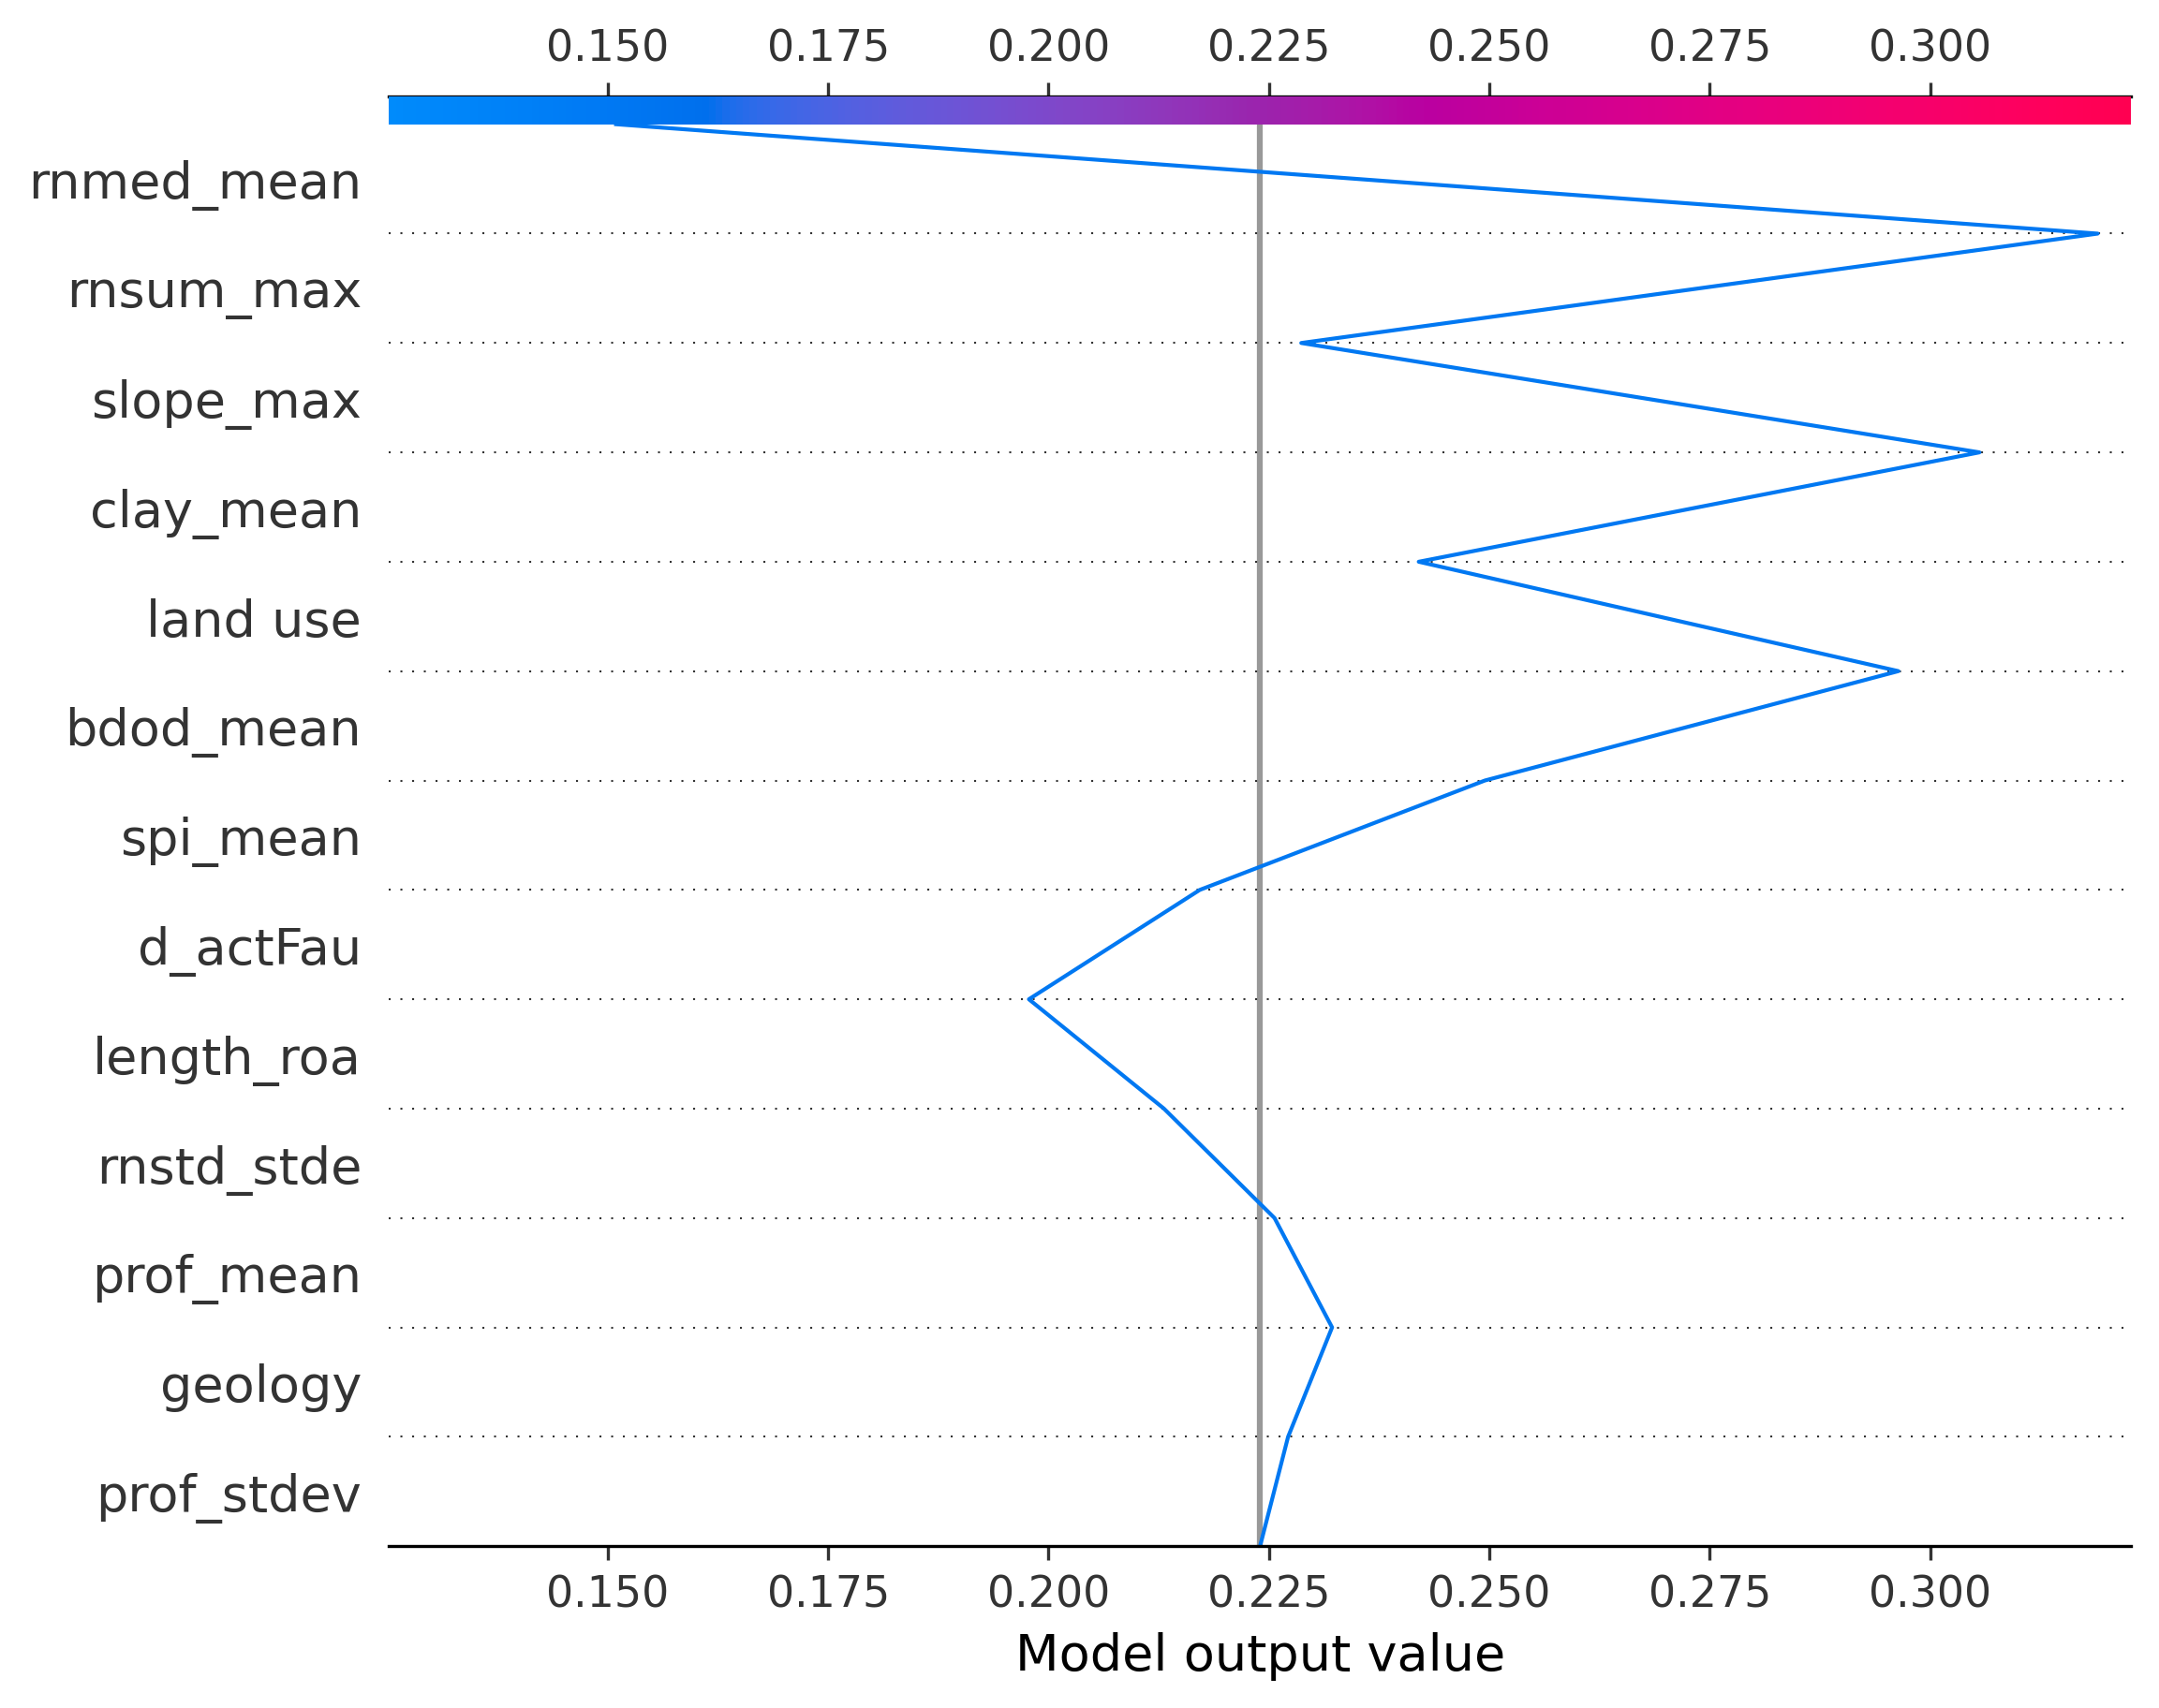 0.150 0.175 0.200 0.225 0.250 0.275 0.300
rnmed_mean
rnsum_max
slope_max
clay_mean
land use
bdod_mean
spi_mean
d_actFau
length_roa
rnstd_stde
prof_mean
geology
prof_stdev
0.150 0.175 0.200 0.225 0.250 0.275 0.300
Model output value